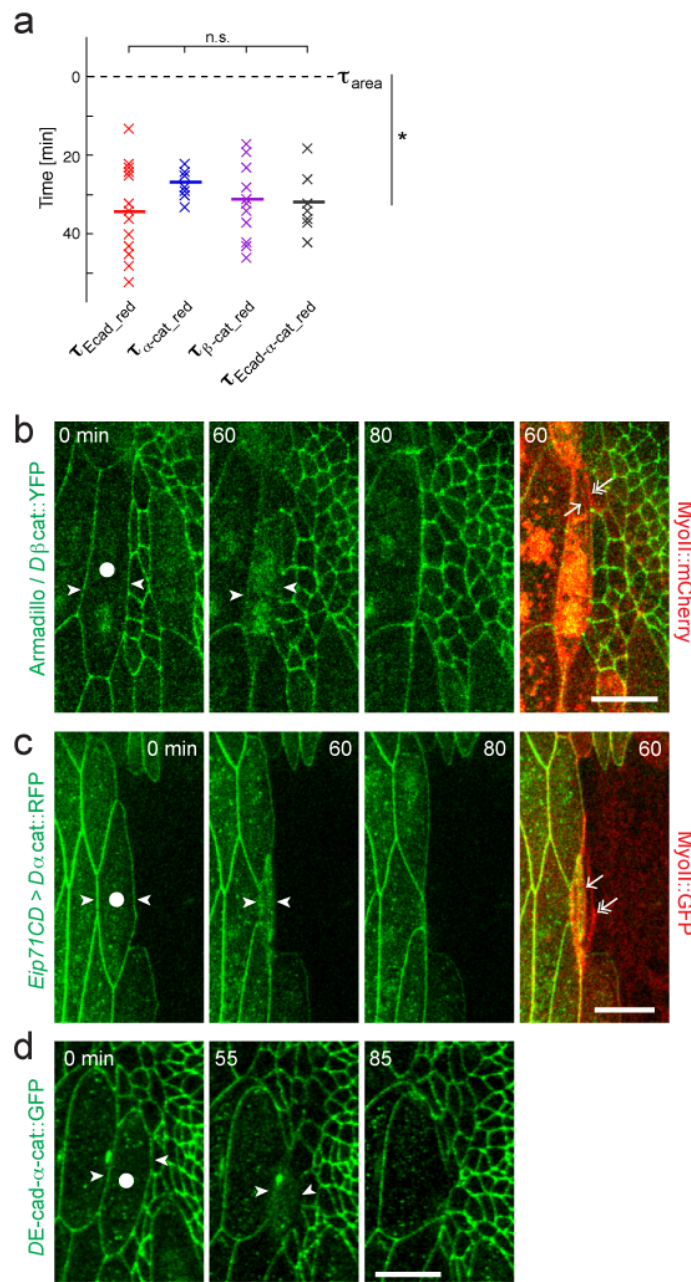 a
n.s.
0
τarea
*
20
Time [min]
40
τEcad_red
τα-cat_red
τβ-cat_red
τEcad-α-cat_red
b
0 min
60
80
60
Armadillo / Dβcat::YFP
MyoII::mCherry
c
0 min
60
80
60
Eip71CD > Dαcat::RFP
MyoII::GFP
d
0 min
55
85
DE-cad-α-cat::GFP